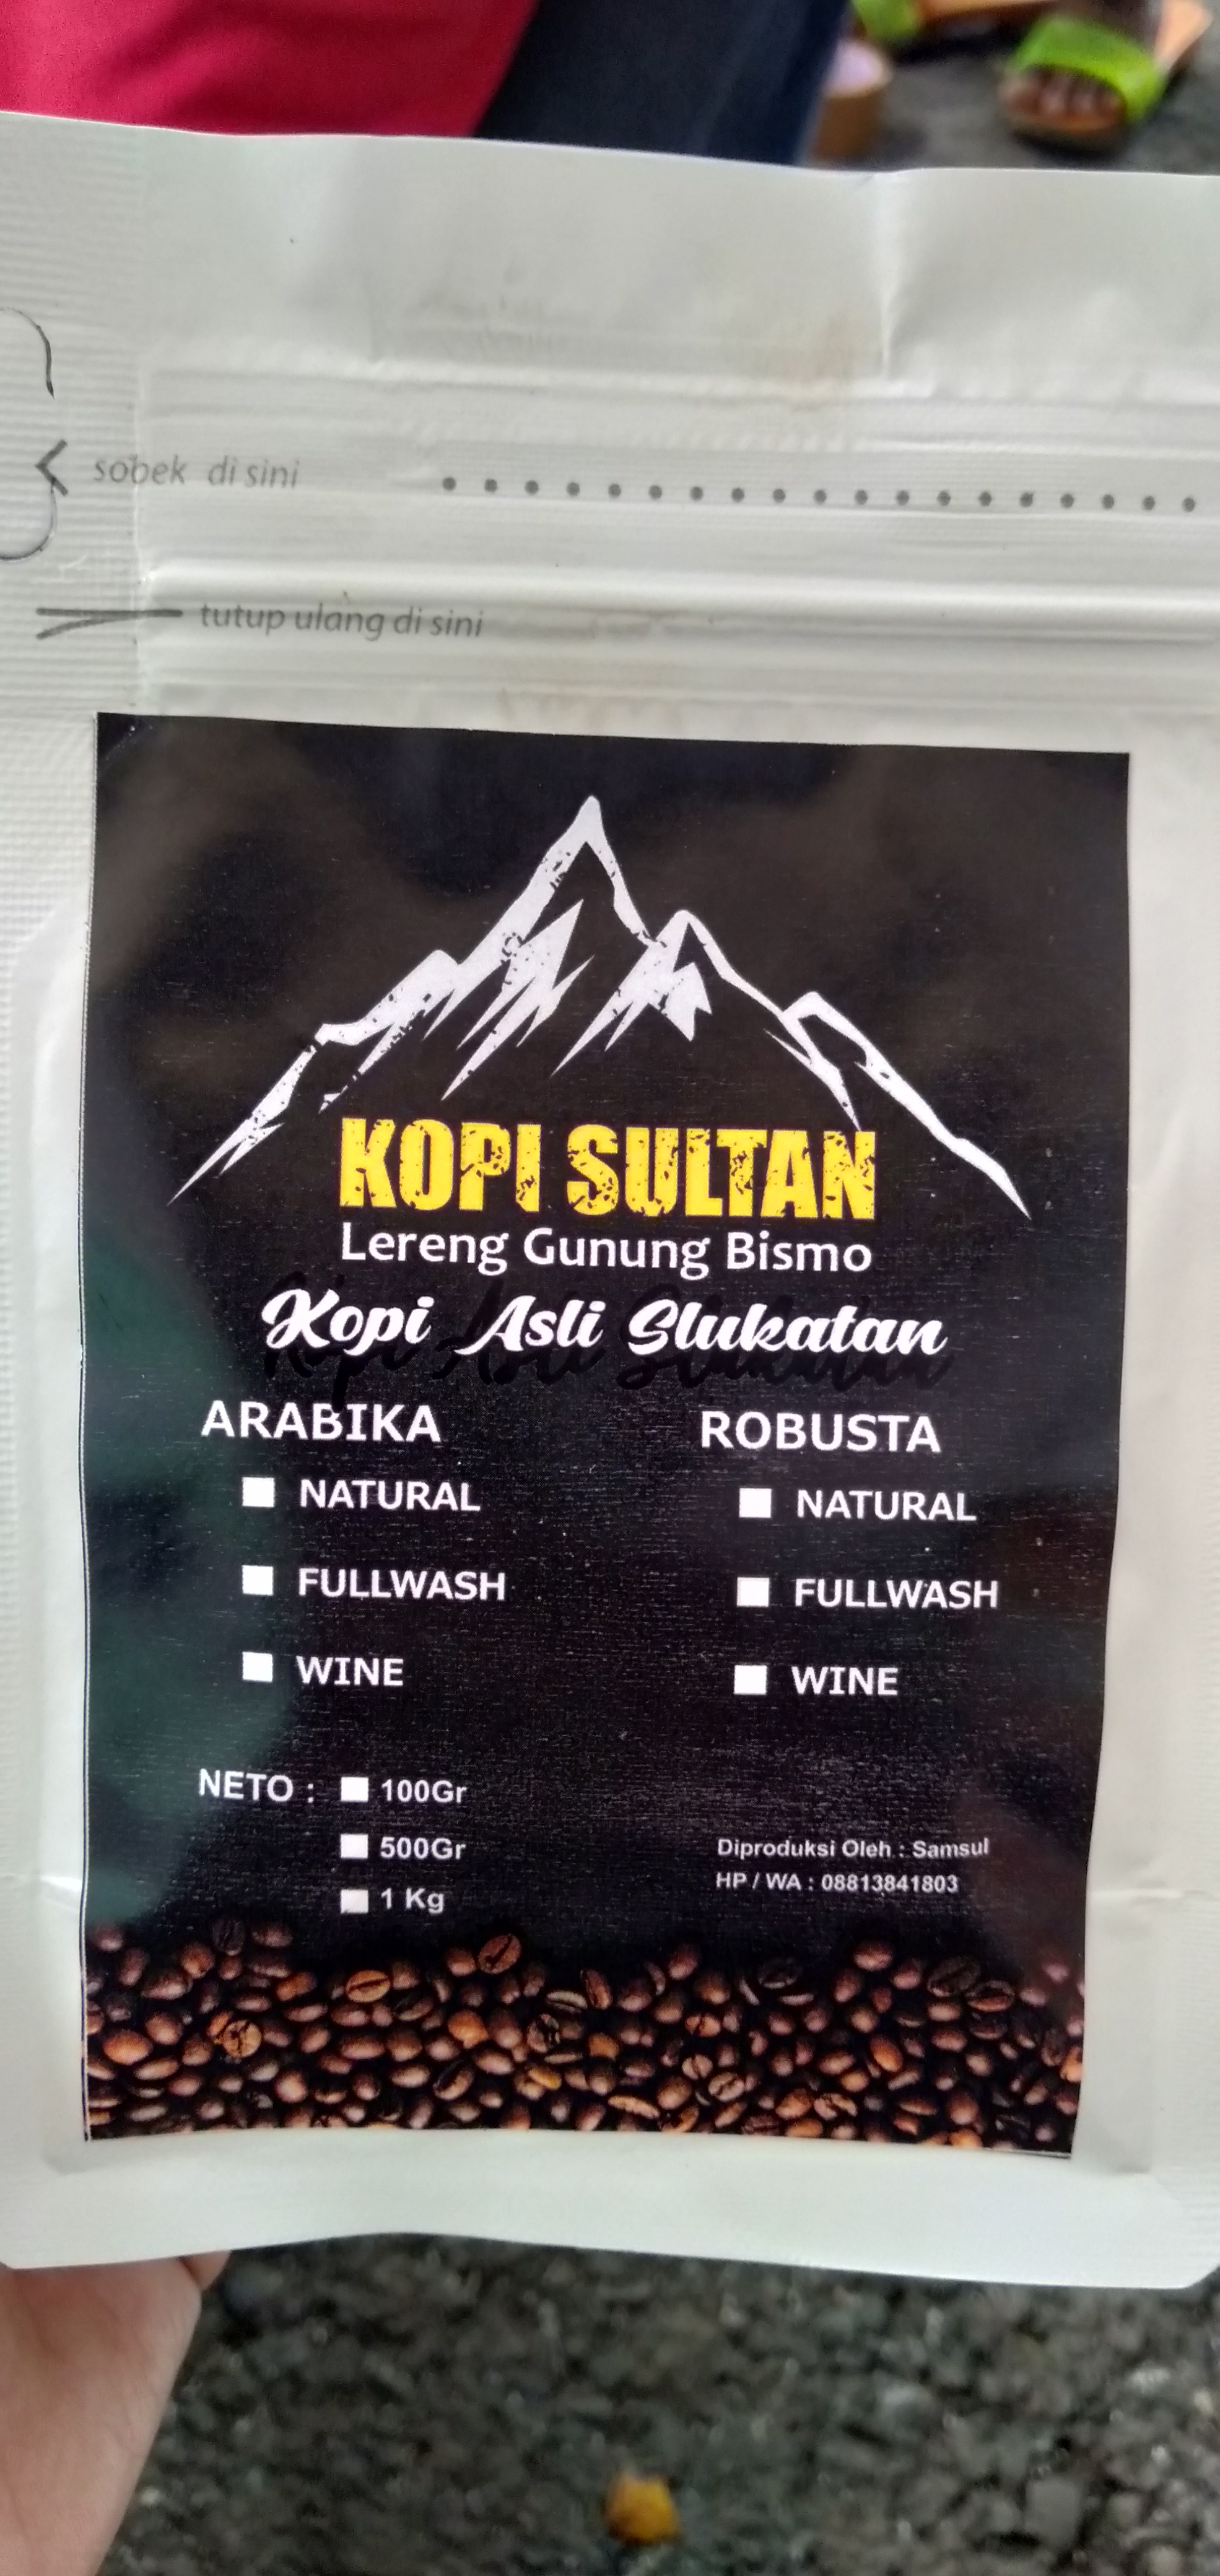 sobek di sini
tutup ulang di sini
KOPI SULTAN
Lereng Gunung Bismo
Kopi Asli Slukatan
ARABIKA
NATURAL
FULLWASH
WINE
ROBUSTA
NATURAL
FULLWASH
WINE
NETO : 100Gr
500Gr
1 Kg
Diproduksi Oleh : Samsul
HP / WA : 08813841803